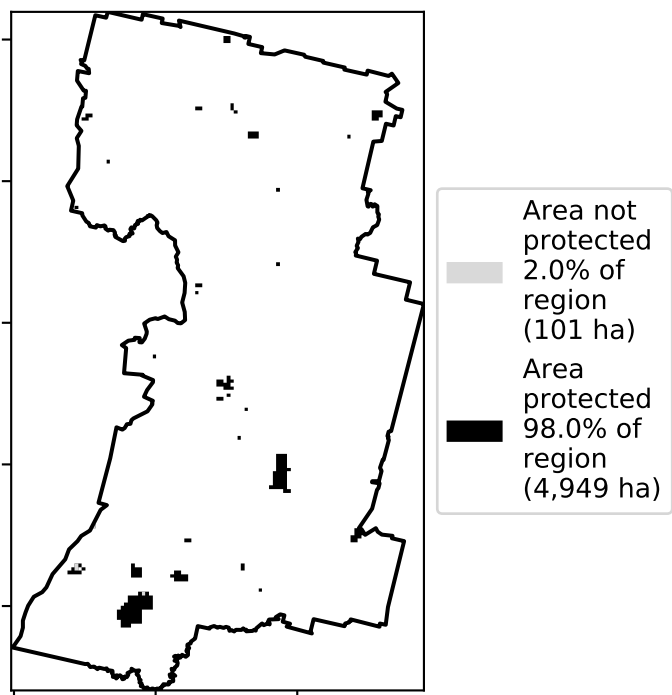 Area not
protected
2.0% of
region
(101 ha)
Area
protected
98.0% of
region
(4,949 ha)